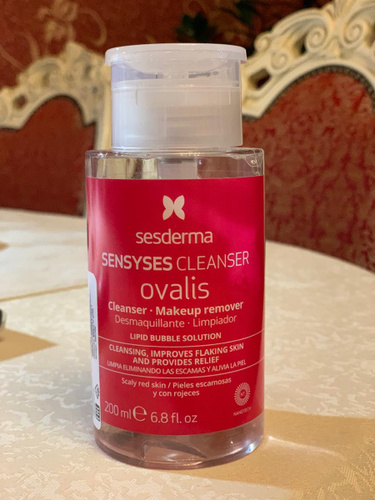 sesderma
SENSYSES CLEANSER
ovalis
Cleanser · Makeup remover
Desmaquillante · Limpiador
LIPID BUBBLE SOLUTION
CLEANSING, IMPROVES FLAKING SKIN
AND PROVIDES RELIEF
LIMPIA ELIMINANDO LAS ESCAMAS Y ALIVIA LA PIEL
Scaly red skin / Pieles escamosas
y con rojeces
200 ml ℮ 6.8 fl. oz
NANOTECH